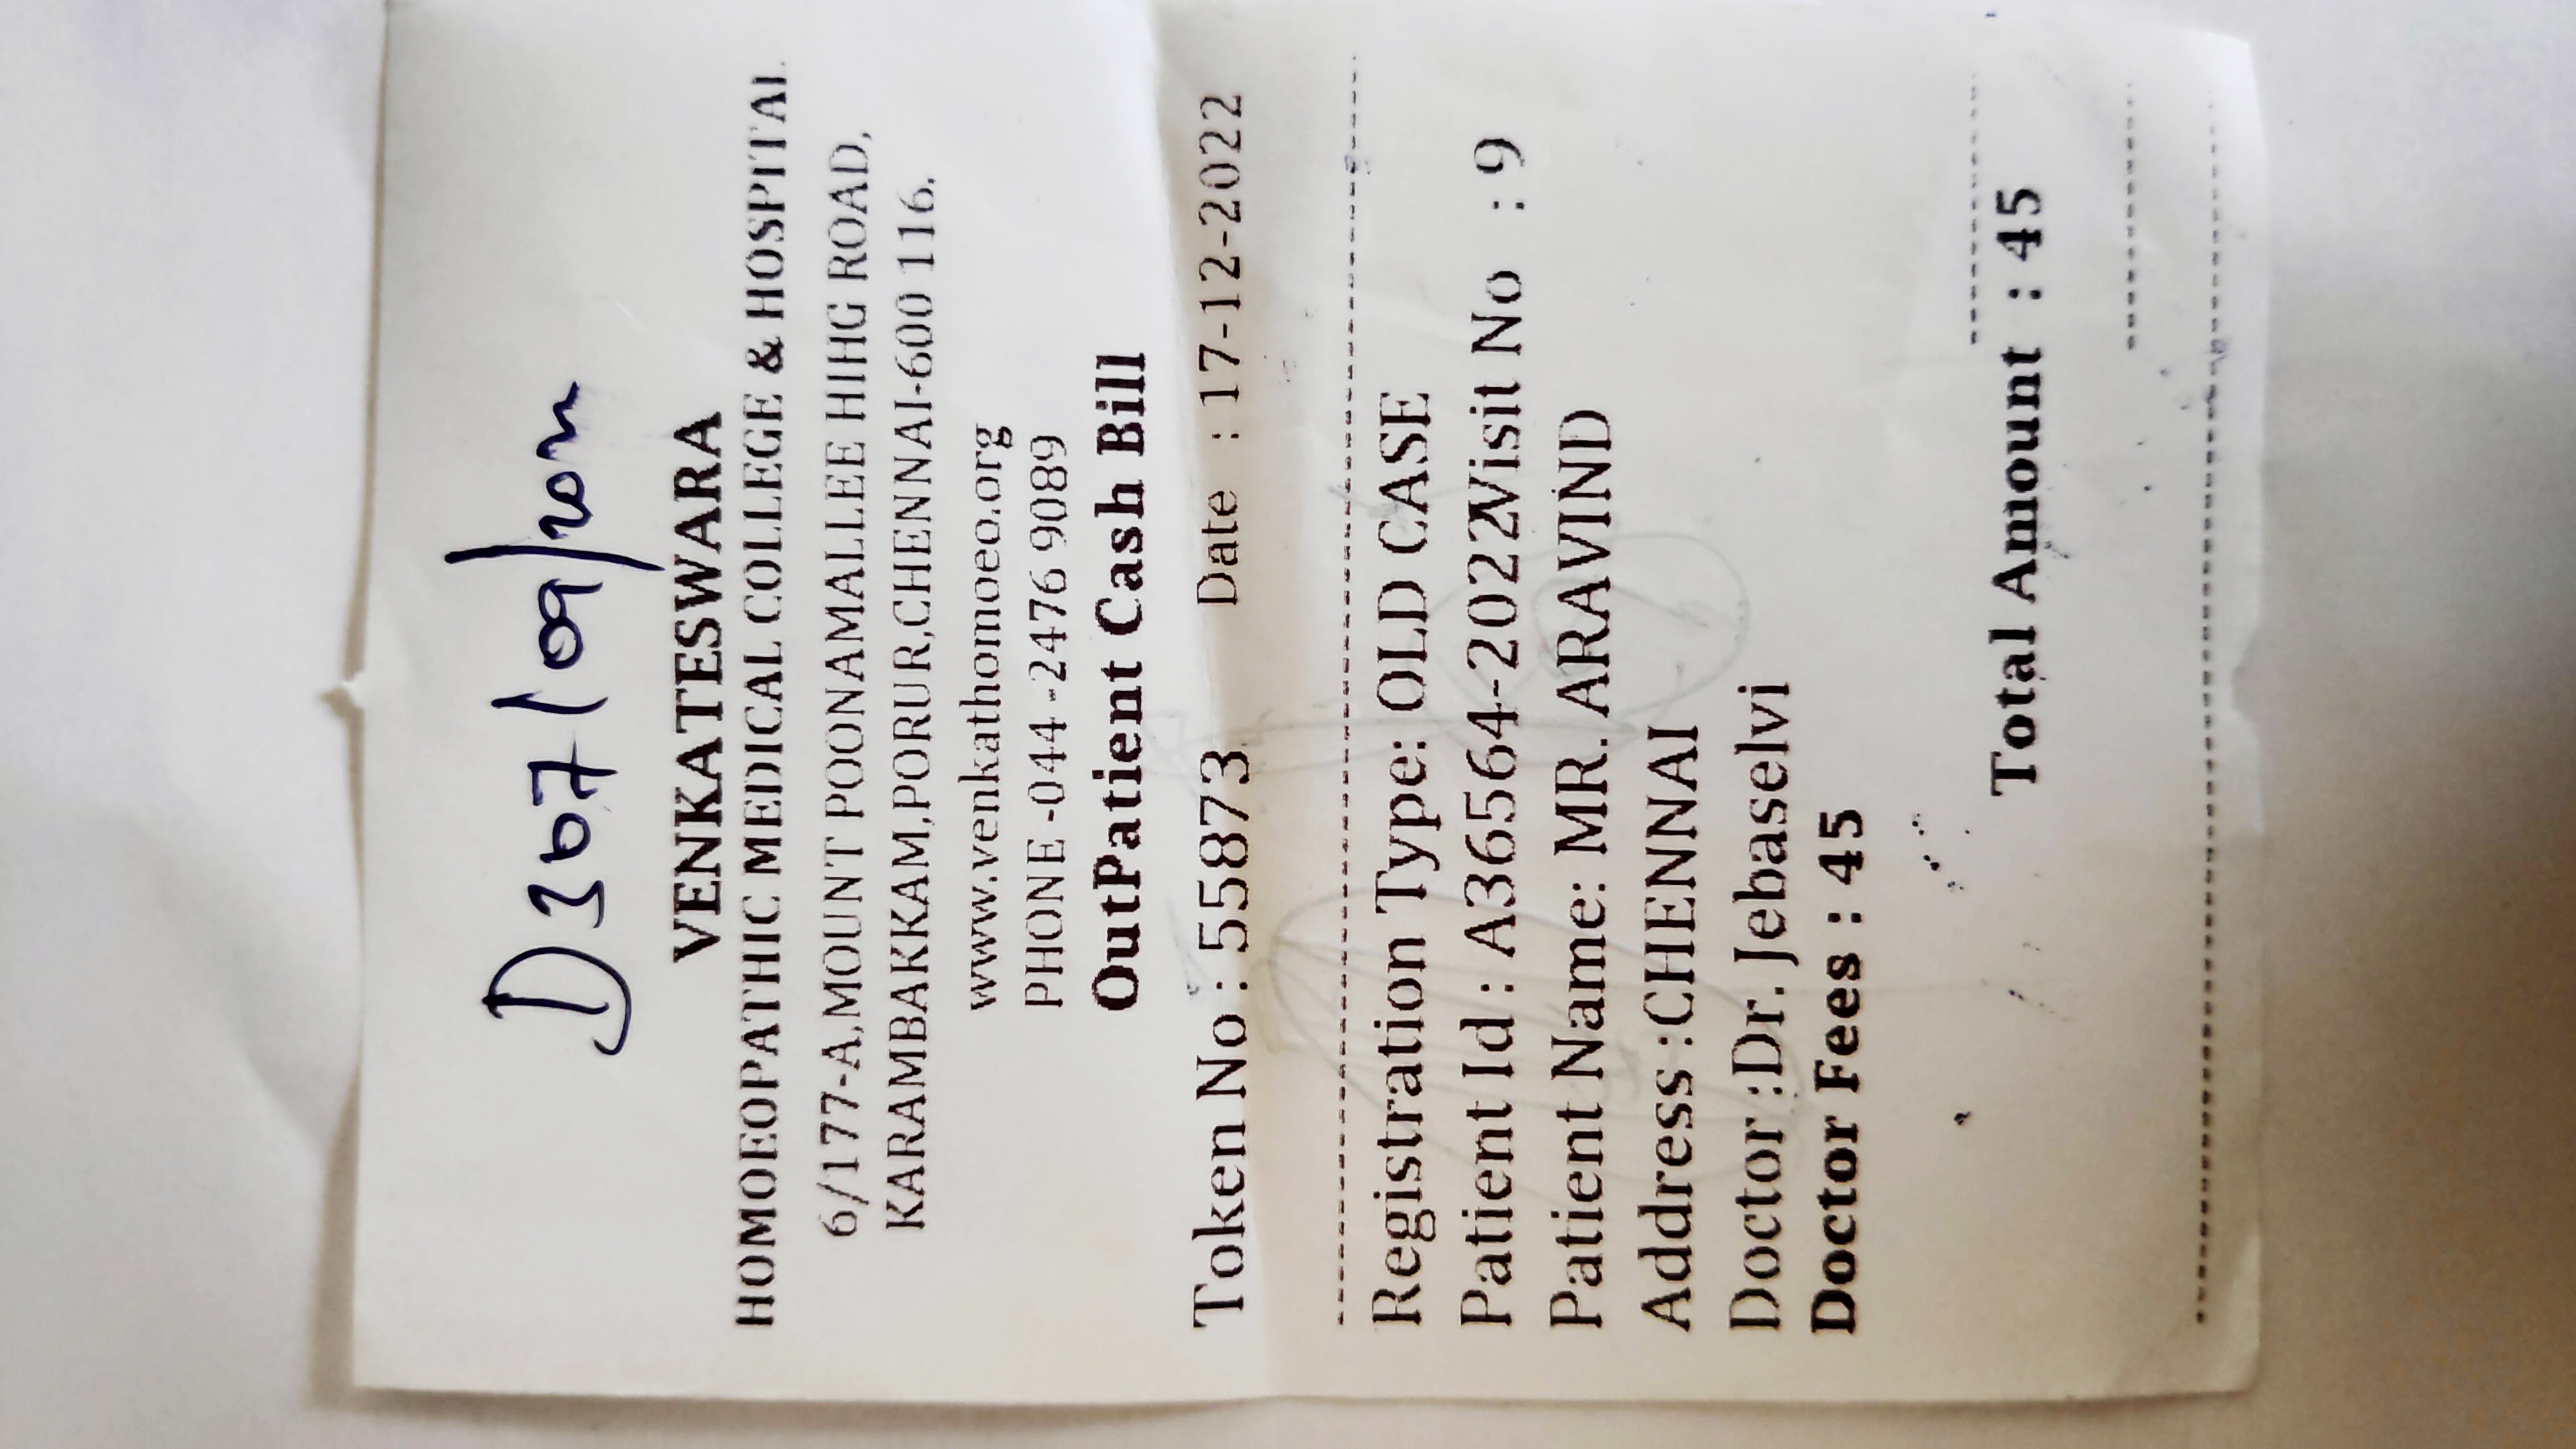 VENKATESWARA
HOMOEOPATHIC MEDICAL COLLEGE & HOSPITAL
6/177-A,MOUNT POONAMALLEE HIHG ROAD,
KARAMBAKKAM,PORUR,CHENNAI-600 116.
www.venkathomoeo.org
PHONE -044 -2476 9089
OutPatient Cash Bill
Token No : 55873 Date : 17-12-2022
Registration Type: OLD CASE
Patient Id : A36564-2022Visit No : 9
Patient Name: MR. ARAVIND
Address :CHENNAI
Doctor :Dr. Jebaselvi
Doctor Fees : 45
Total Amount : 45